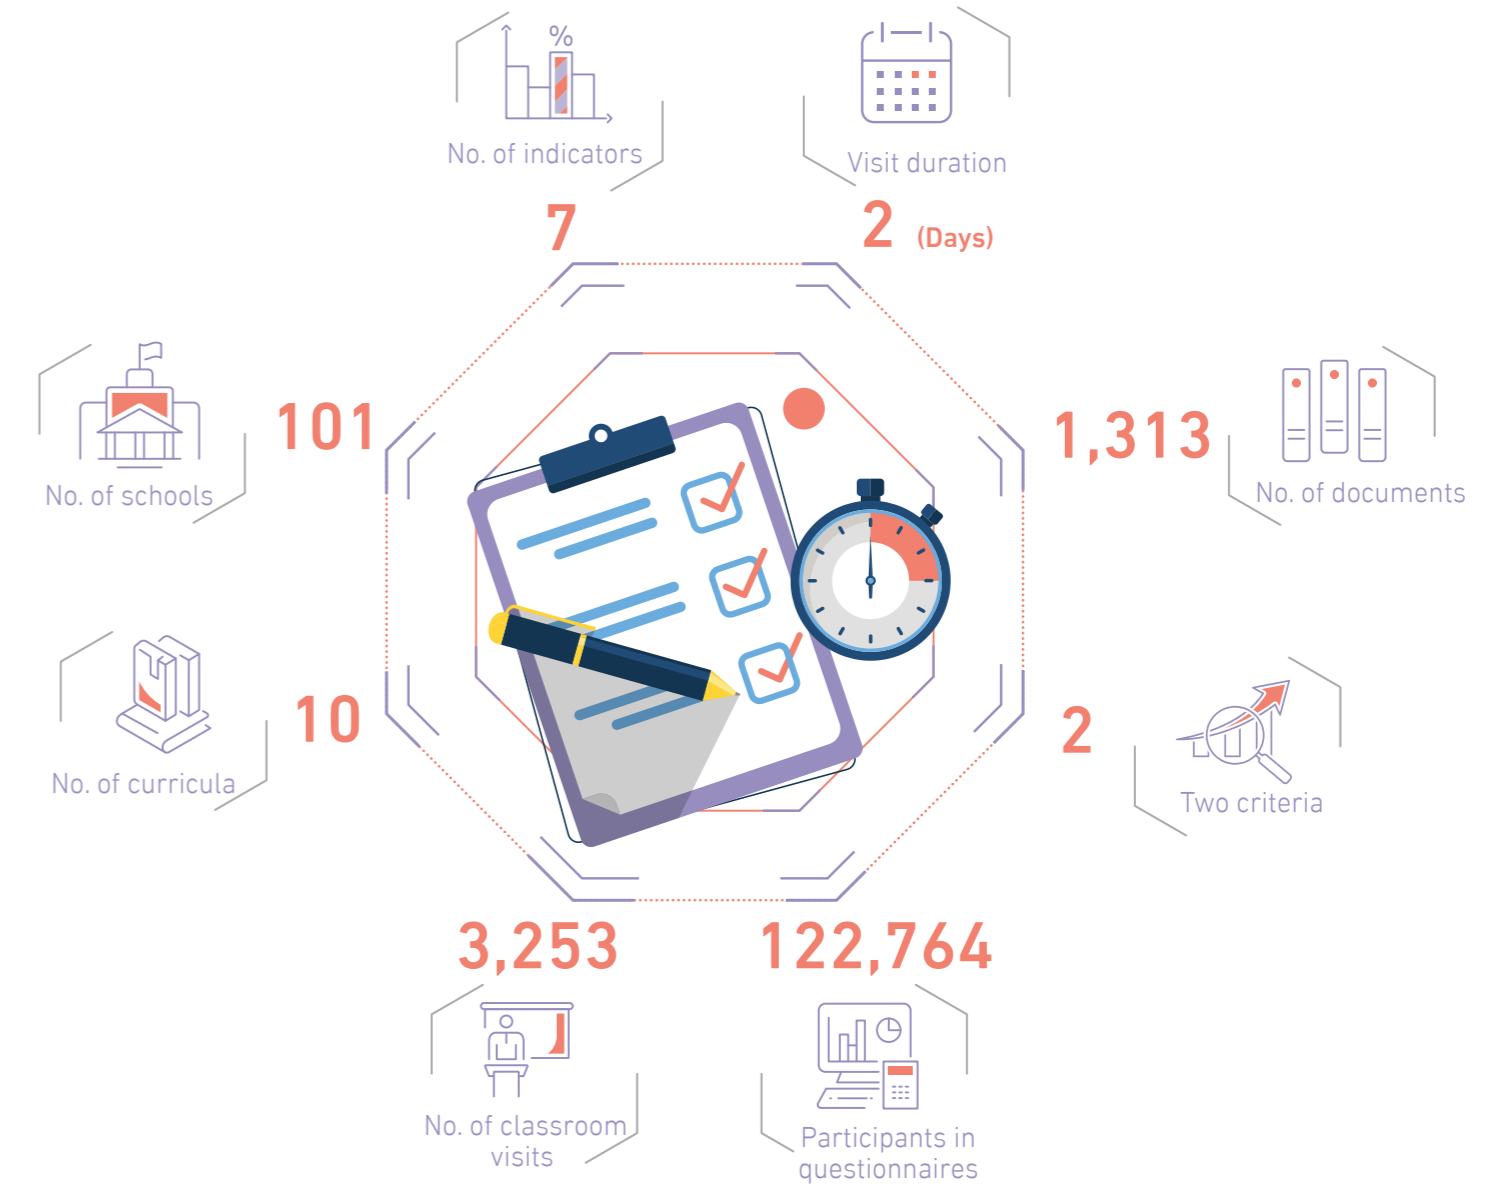 %
No. of indicators
7
Visit duration
2 (Days)
101
No. of schools
1,313
No. of documents
10
No. of curricula
2
Two criteria
3,253
No. of classroom
visits
122,764
Participants in
questionnaires